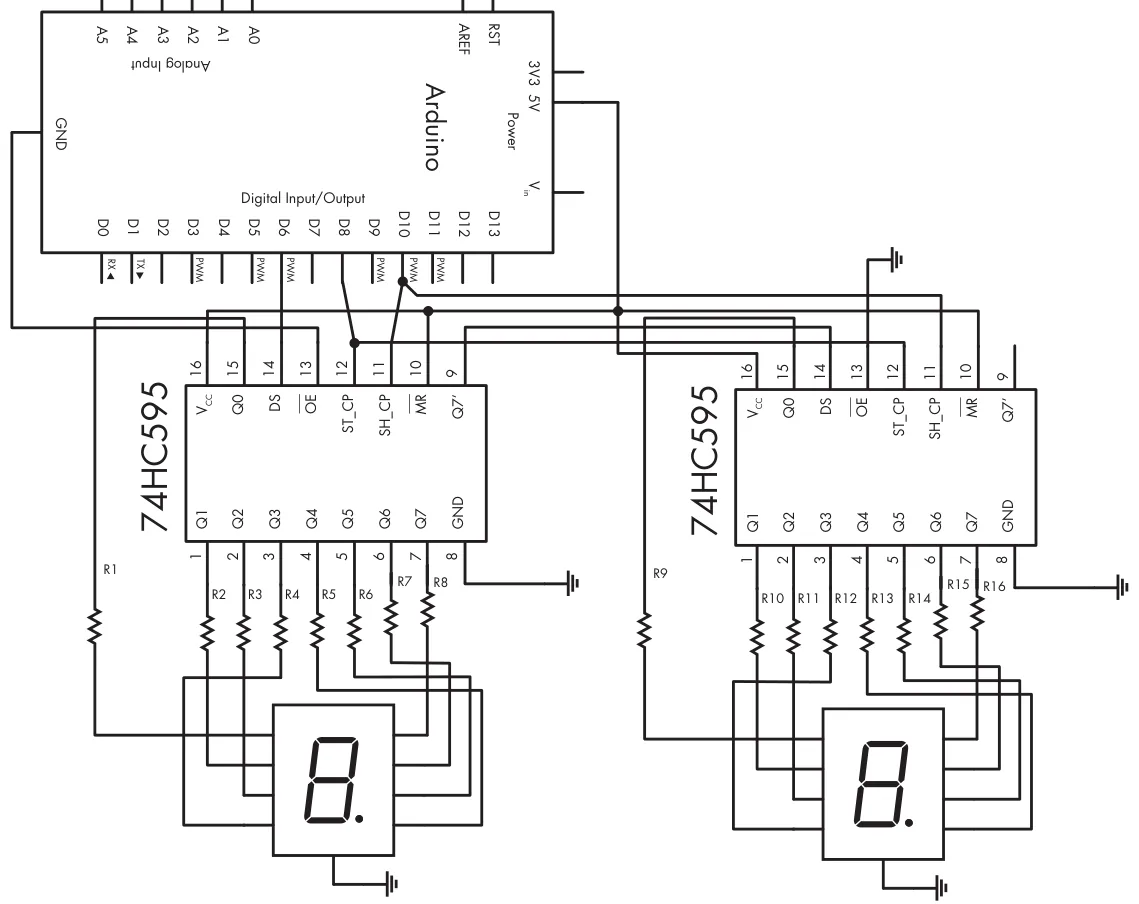 A5 A4 A3 A2 A1 A0 AREF RST
Analog Input
3V3 5V
Power
Vin
Arduino
GND
Digital Input/Output
D0 D1 D2 D3 D4 D5 D6 D7 D8 D9 D10 D11 D12 D13
RX◄ TX► PWM PWM PWM PWM PWM PWM
16 15 14 13 12 11 10 9
VCC Q0 DS OE ST_CP SH_CP MR Q7'
74HC595
Q1 Q2 Q3 Q4 Q5 Q6 Q7 GND
1 2 3 4 5 6 7 8
R1 R2 R3 R4 R5 R6 R7 R8
8.
16 15 14 13 12 11 10 9
VCC Q0 DS OE ST_CP SH_CP MR Q7'
74HC595
Q1 Q2 Q3 Q4 Q5 Q6 Q7 GND
1 2 3 4 5 6 7 8
R9 R10 R11 R12 R13 R14 R15 R16
8.